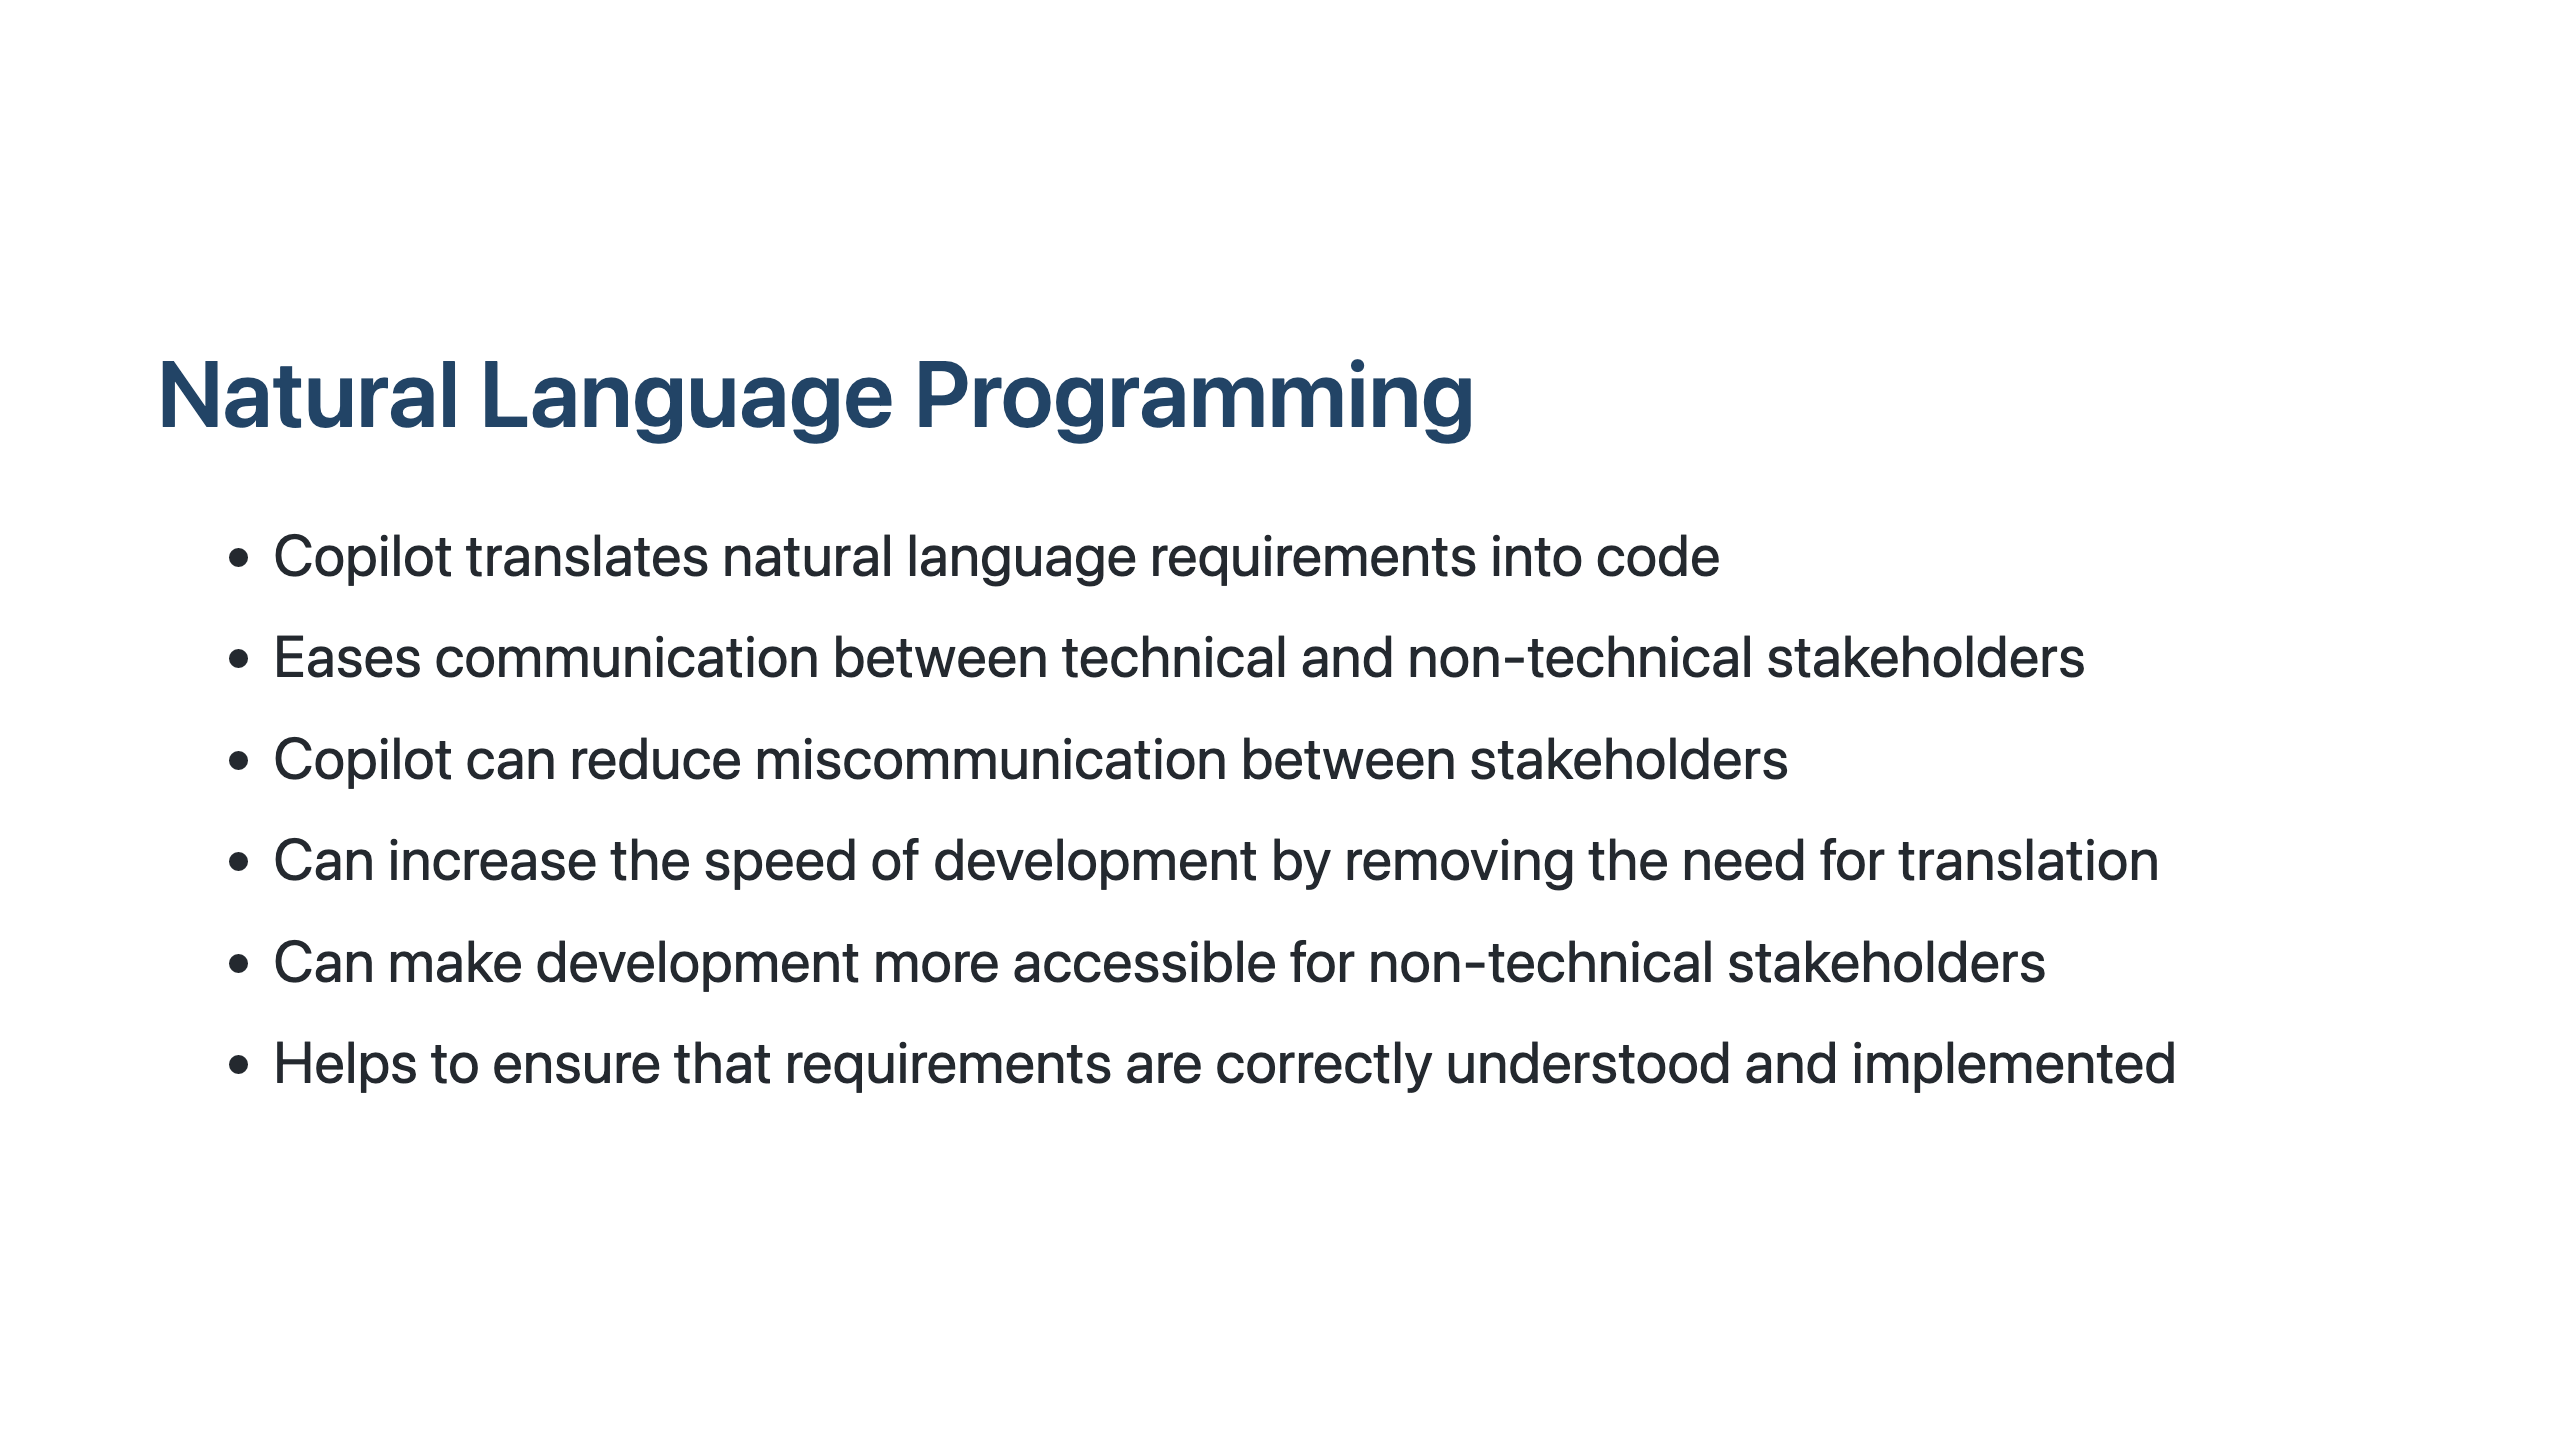 Natural Language Programming
• Copilot translates natural language requirements into code
• Eases communication between technical and non-technical stakeholders
• Copilot can reduce miscommunication between stakeholders
• Can increase the speed of development by removing the need for translation
• Can make development more accessible for non-technical stakeholders
• Helps to ensure that requirements are correctly understood and implemented